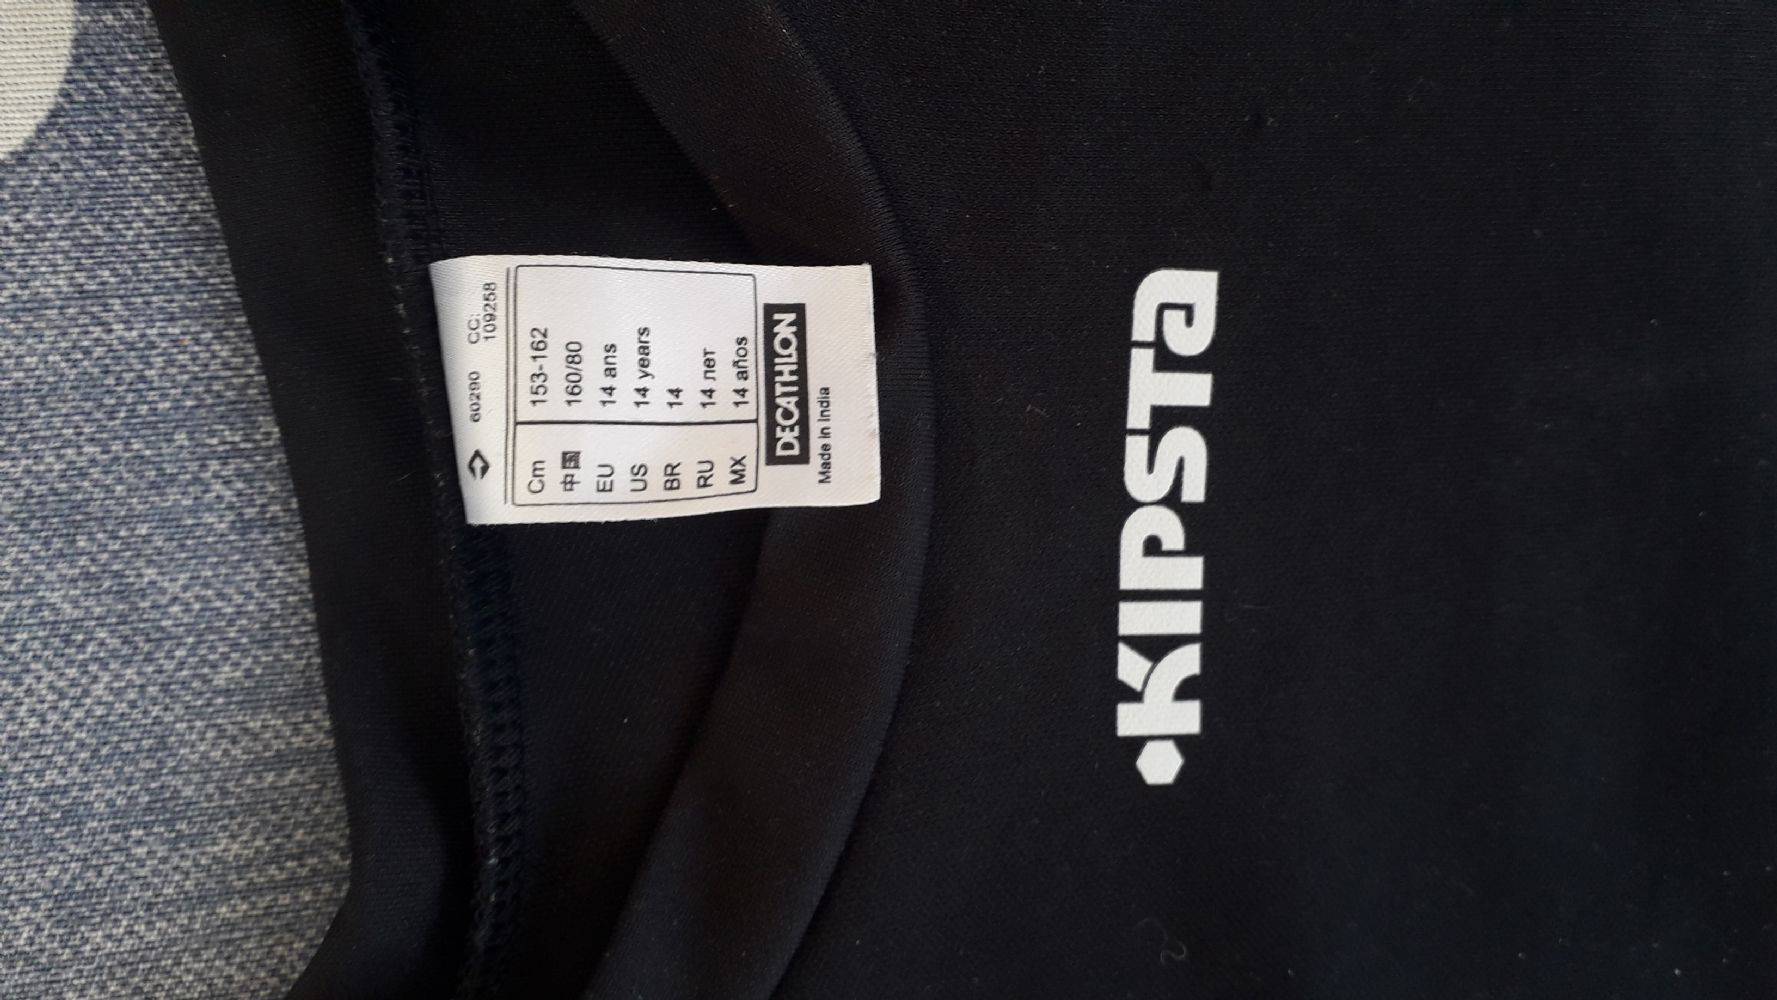 60290 CC:
109258
Cm 153-162
中国 160/80
EU 14 ans
US 14 years
BR 14
RU 14 лет
MX 14 años
DECATHLON
Made in India
KIPSTA